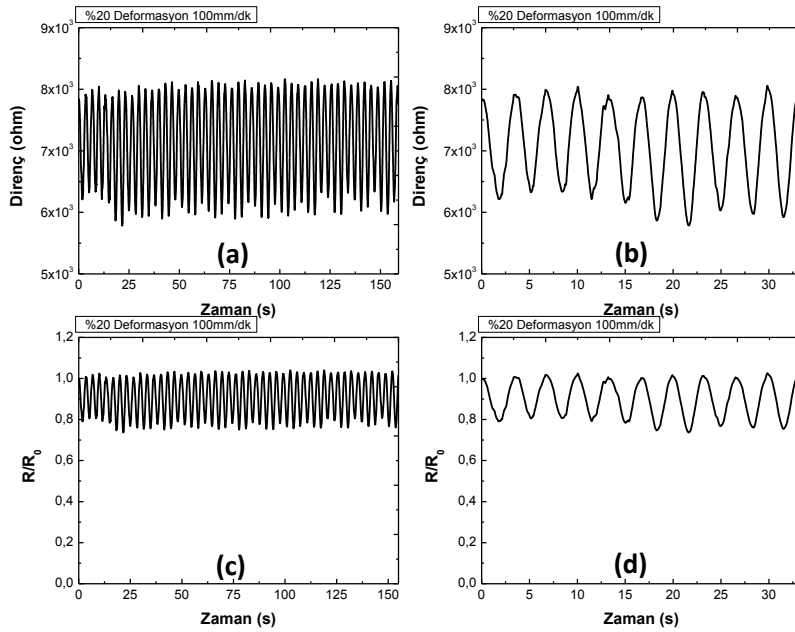 %20 Deformasyon 100mm/dk
9x10³
8x10³
7x10³
6x10³
5x10³
Direnç (ohm)
(a)
0 25 50 75 100 125 150
Zaman (s)
%20 Deformasyon 100mm/dk
9x10³
8x10³
7x10³
6x10³
5x10³
Direnç (ohm)
(b)
0 5 10 15 20 25 30
Zaman (s)
%20 Deformasyon 100mm/dk
1,2
1,0
0,8
0,6
0,4
0,2
0,0
R/R₀
(c)
0 25 50 75 100 125 150
Zaman (s)
%20 Deformasyon 100mm/dk
1,2
1,0
0,8
0,6
0,4
0,2
0,0
R/R₀
(d)
0 5 10 15 20 25 30
Zaman (s)